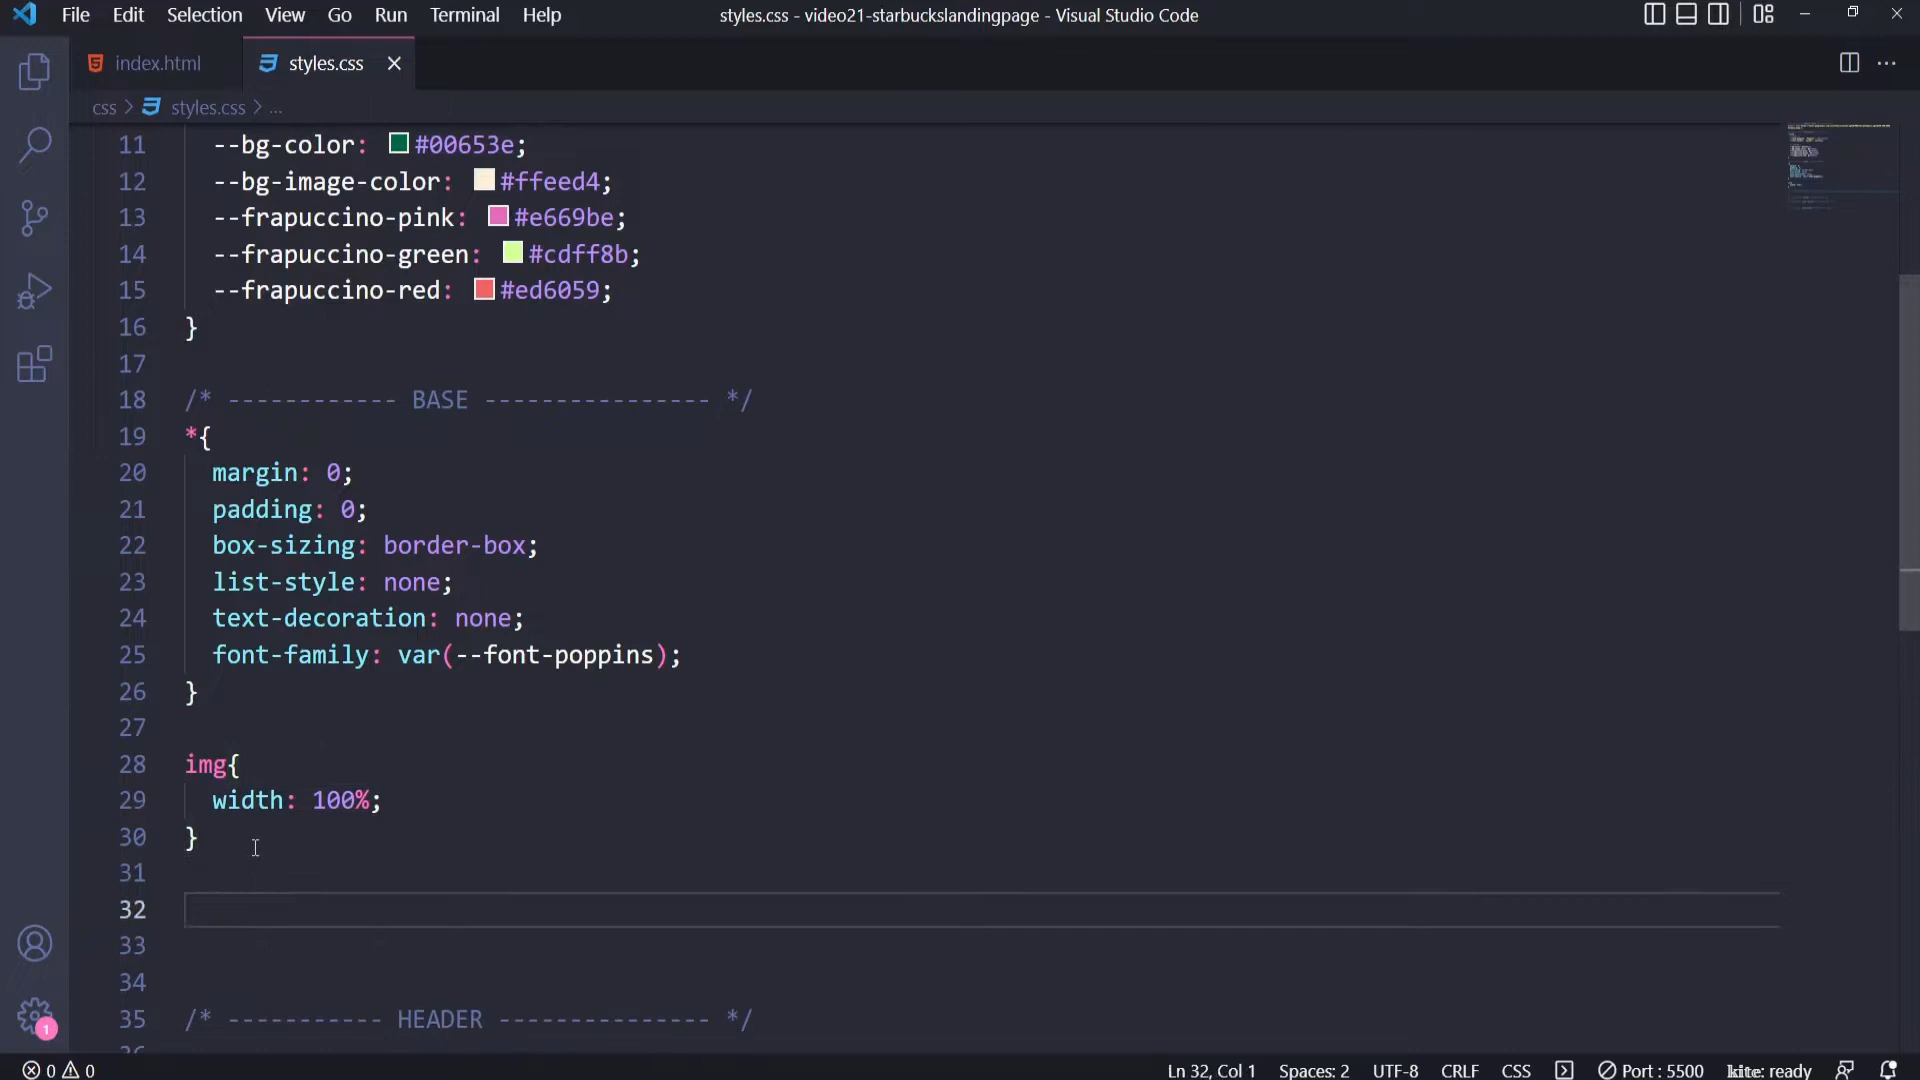 File Edit Selection View Go Run Terminal Help
styles.css - video21-starbuckslandingpage - Visual Studio Code
index.html
styles.css
css > styles.css > ...
11 --bg-color: #00653e;
12 --bg-image-color: #ffeed4;
13 --frapuccino-pink: #e669be;
14 --frapuccino-green: #cdff8b;
15 --frapuccino-red: #ed6059;
16 }
17
18 /* ------------ BASE ---------------- */
19 *{
20 margin: 0;
21 padding: 0;
22 box-sizing: border-box;
23 list-style: none;
24 text-decoration: none;
25 font-family: var(--font-poppins);
26 }
27
28 img{
29 width: 100%;
30 }
31
32
33
34
35 /* ----------- HEADER --------------- */
1
0 0 Ln 32, Col 1 Spaces: 2 UTF-8 CRLF CSS Port : 5500 kite: ready